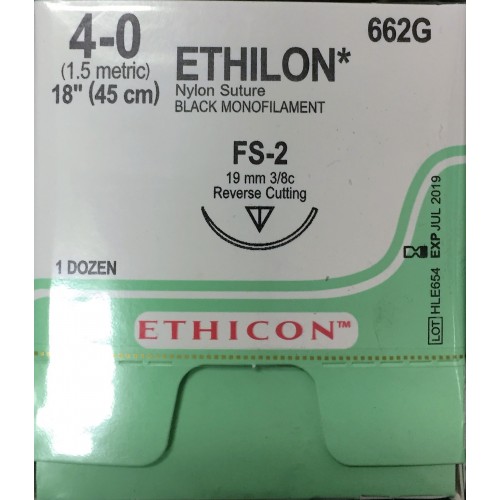 4-0
(1.5 metric)
18" (45 cm)
ETHILON*
Nylon Suture
BLACK MONOFILAMENT
662G
FS-2
19 mm 3/8c
Reverse Cutting
1 DOZEN
LOT HLE654 EXP JUL 2019
ETHICON™